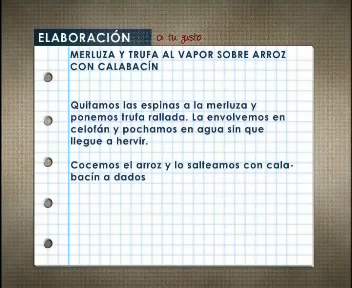 ELABORACIÓN a tu gusto
MERLUZA Y TRUFA AL VAPOR SOBRE ARROZ
CON CALABACÍN
Quitamos las espinas a la merluza y
ponemos trufa rallada. La envolvemos en
celofán y pochamos en agua sin que
llegue a hervir.
Cocemos el arroz y lo salteamos con cala-
bacín a dados